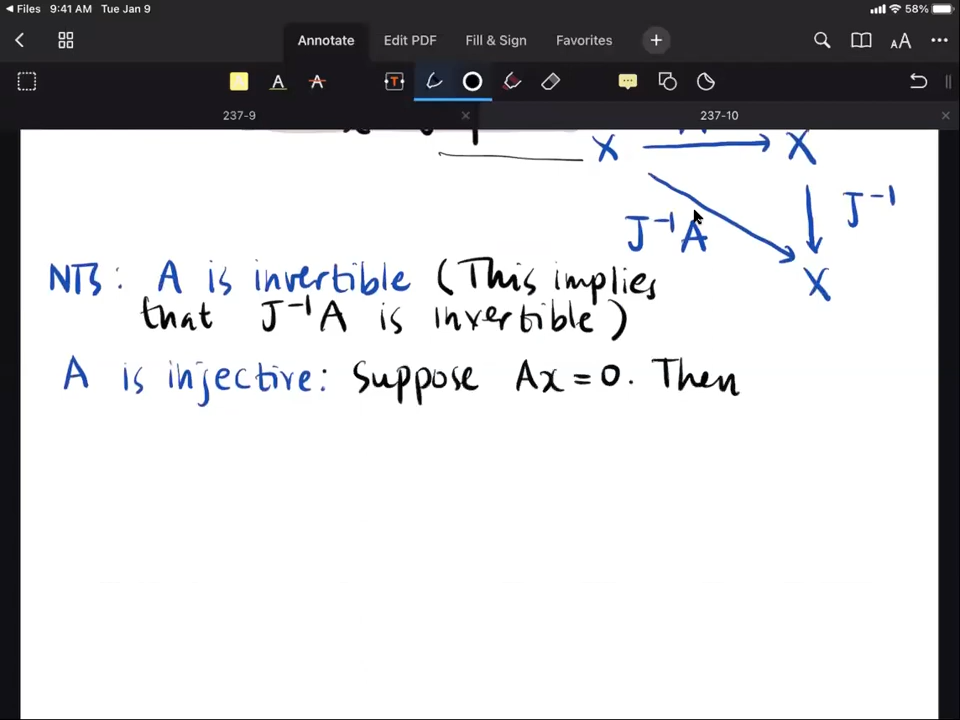 Files 9:41 AM Tue Jan 9 58%
Annotate Edit PDF Fill & Sign Favorites
237-9 237-10
X X
J⁻¹
J⁻¹A
X
NTS: A is invertible (This implies
that J⁻¹A is invertible)
A is injective: Suppose Ax = 0. Then